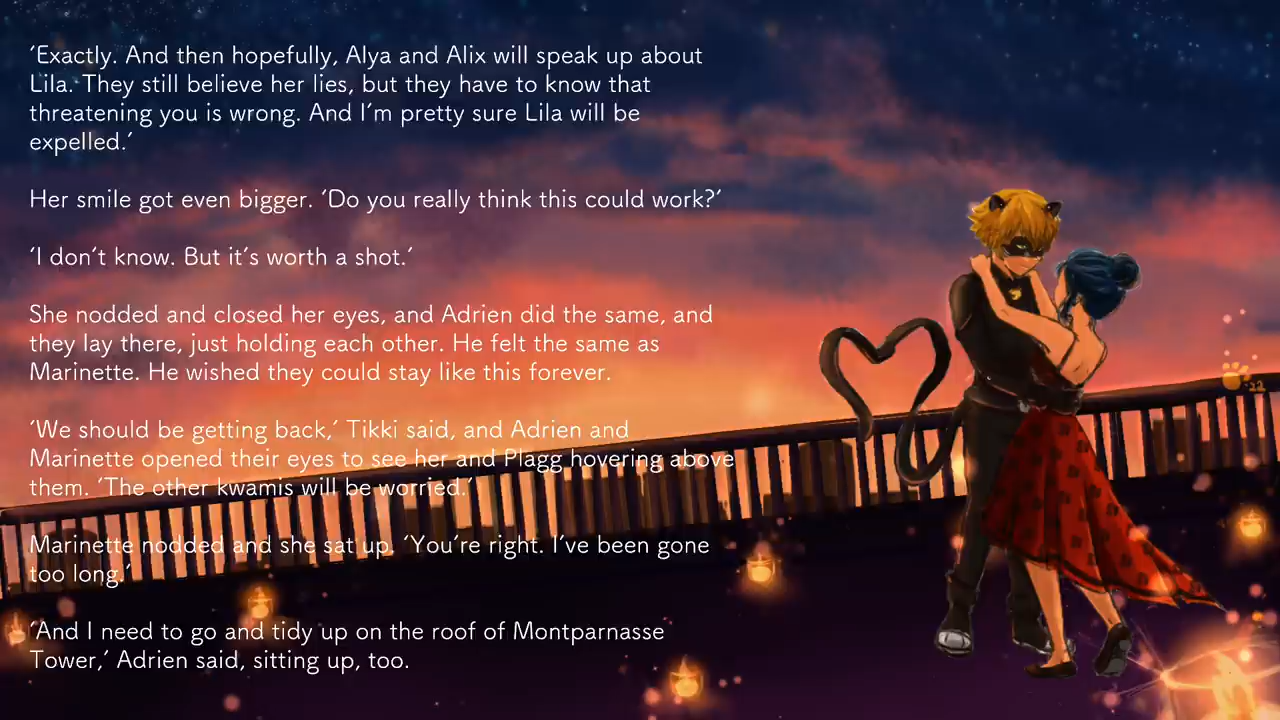 ‘Exactly. And then hopefully, Alya and Alix will speak up about
Lila. They still believe her lies, but they have to know that
threatening you is wrong. And I’m pretty sure Lila will be
expelled.’
Her smile got even bigger. ‘Do you really think this could work?’
‘I don’t know. But it’s worth a shot.’
She nodded and closed her eyes, and Adrien did the same, and
they lay there, just holding each other. He felt the same as
Marinette. He wished they could stay like this forever.
‘We should be getting back,’ Tikki said, and Adrien and
Marinette opened their eyes to see her and Plagg hovering above
them. ‘The other kwamis will be worried.’
Marinette nodded and she sat up. ‘You’re right. I’ve been gone
too long.’
‘And I need to go and tidy up on the roof of Montparnasse
Tower,’ Adrien said, sitting up, too.